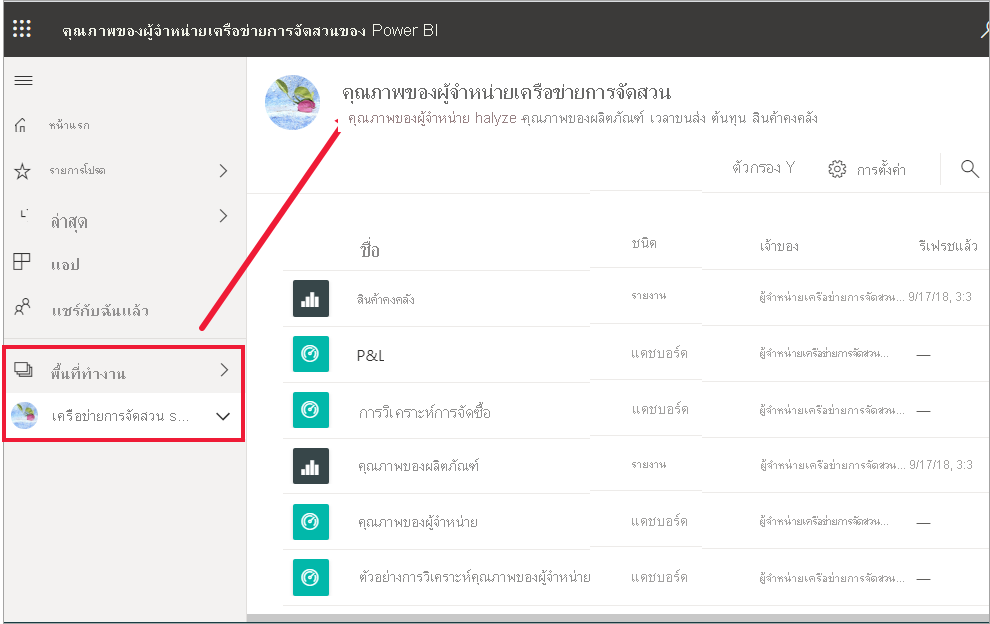 คุณภาพของผู้จำหน่ายเครือข่ายการจัดสวนของ Power BI
หน้าแรก
รายการโปรด
ล่าสุด
แอป
แชร์กับฉันแล้ว
พื้นที่ทำงาน
เครือข่ายการจัดสวน s...
คุณภาพของผู้จำหน่ายเครือข่ายการจัดสวน
คุณภาพของผู้จำหน่าย halyze.คุณภาพของผลิตภัณฑ์ เวลาขนส่ง ต้นทุน สินค้าคงคลัง
ตัวกรอง Y การตั้งค่า
ชื่อ ชนิด เจ้าของ รีเฟรชแล้ว
สินค้าคงคลัง รายงาน ผู้จำหน่ายเครือข่ายการจัดสวน... 9/17/18, 3:3
P&L แดชบอร์ด ผู้จำหน่ายเครือข่ายการจัดสวน... —
การวิเคราะห์การจัดซื้อ แดชบอร์ด ผู้จำหน่ายเครือข่ายการจัดสวน... —
คุณภาพของผลิตภัณฑ์ รายงาน ผู้จำหน่ายเครือข่ายการจัดสวน... 9/17/18, 3:3
คุณภาพของผู้จำหน่าย แดชบอร์ด ผู้จำหน่ายเครือข่ายการจัดสวน... —
ตัวอย่างการวิเคราะห์คุณภาพของผู้จำหน่าย แดชบอร์ด ผู้จำหน่ายเครือข่ายการจัดสวน... —